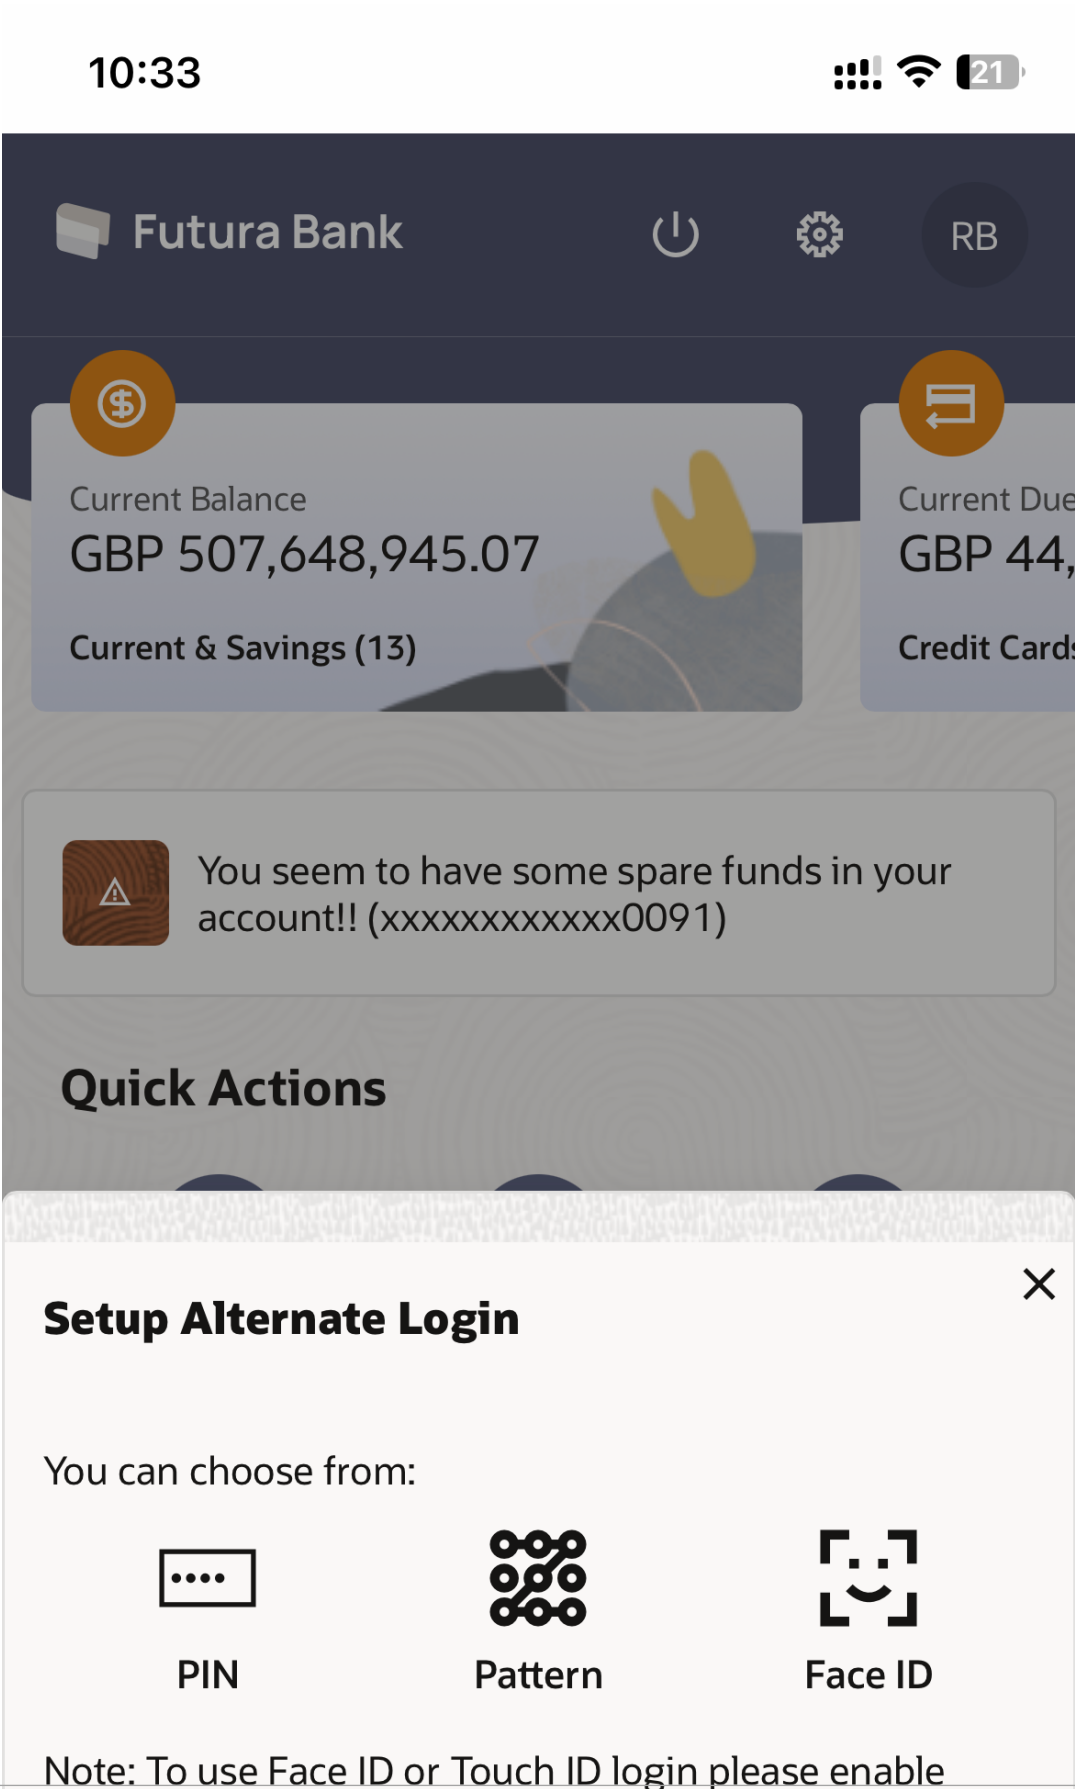 10:33
21
Futura Bank
RB
Current Balance
GBP 507,648,945.07
Current & Savings (13)
Current Due
GBP 44,
Credit Cards
You seem to have some spare funds in your
account!! (xxxxxxxxxxxx0091)
Quick Actions
Setup Alternate Login
You can choose from:
PIN
Pattern
Face ID
Note: To use Face ID or Touch ID login please enable